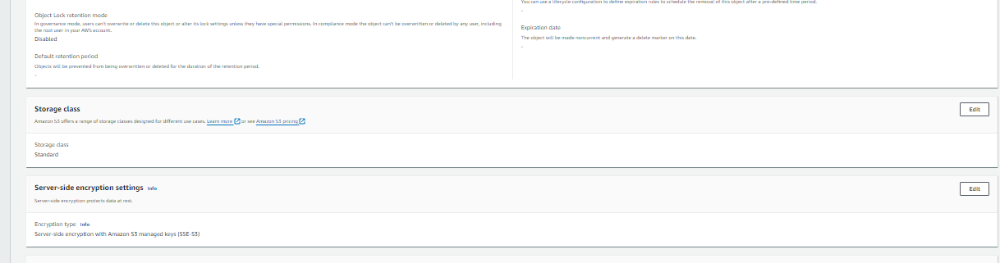 Object Lock retention mode
In governance mode, users can't overwrite or delete this object or alter its lock settings unless they have special permissions. In compliance mode the object can't be overwritten or deleted by any user, including
the root user in your AWS account.
Disabled
Default retention period
Objects will be prevented from being overwritten or deleted for the duration of the retention period.
-
You can use a lifecycle configuration to define expiration rules to schedule the removal of this object after a pre-defined time period.
-
Expiration date
The object will be made noncurrent and generate a delete marker on this date.
-
Storage class
Edit
Amazon S3 offers a range of storage classes designed for different use cases. Learn more or see Amazon S3 pricing
Storage class
Standard
Server-side encryption settings Info
Edit
Server-side encryption protects data at rest.
Encryption type Info
Server-side encryption with Amazon S3 managed keys (SSE-S3)